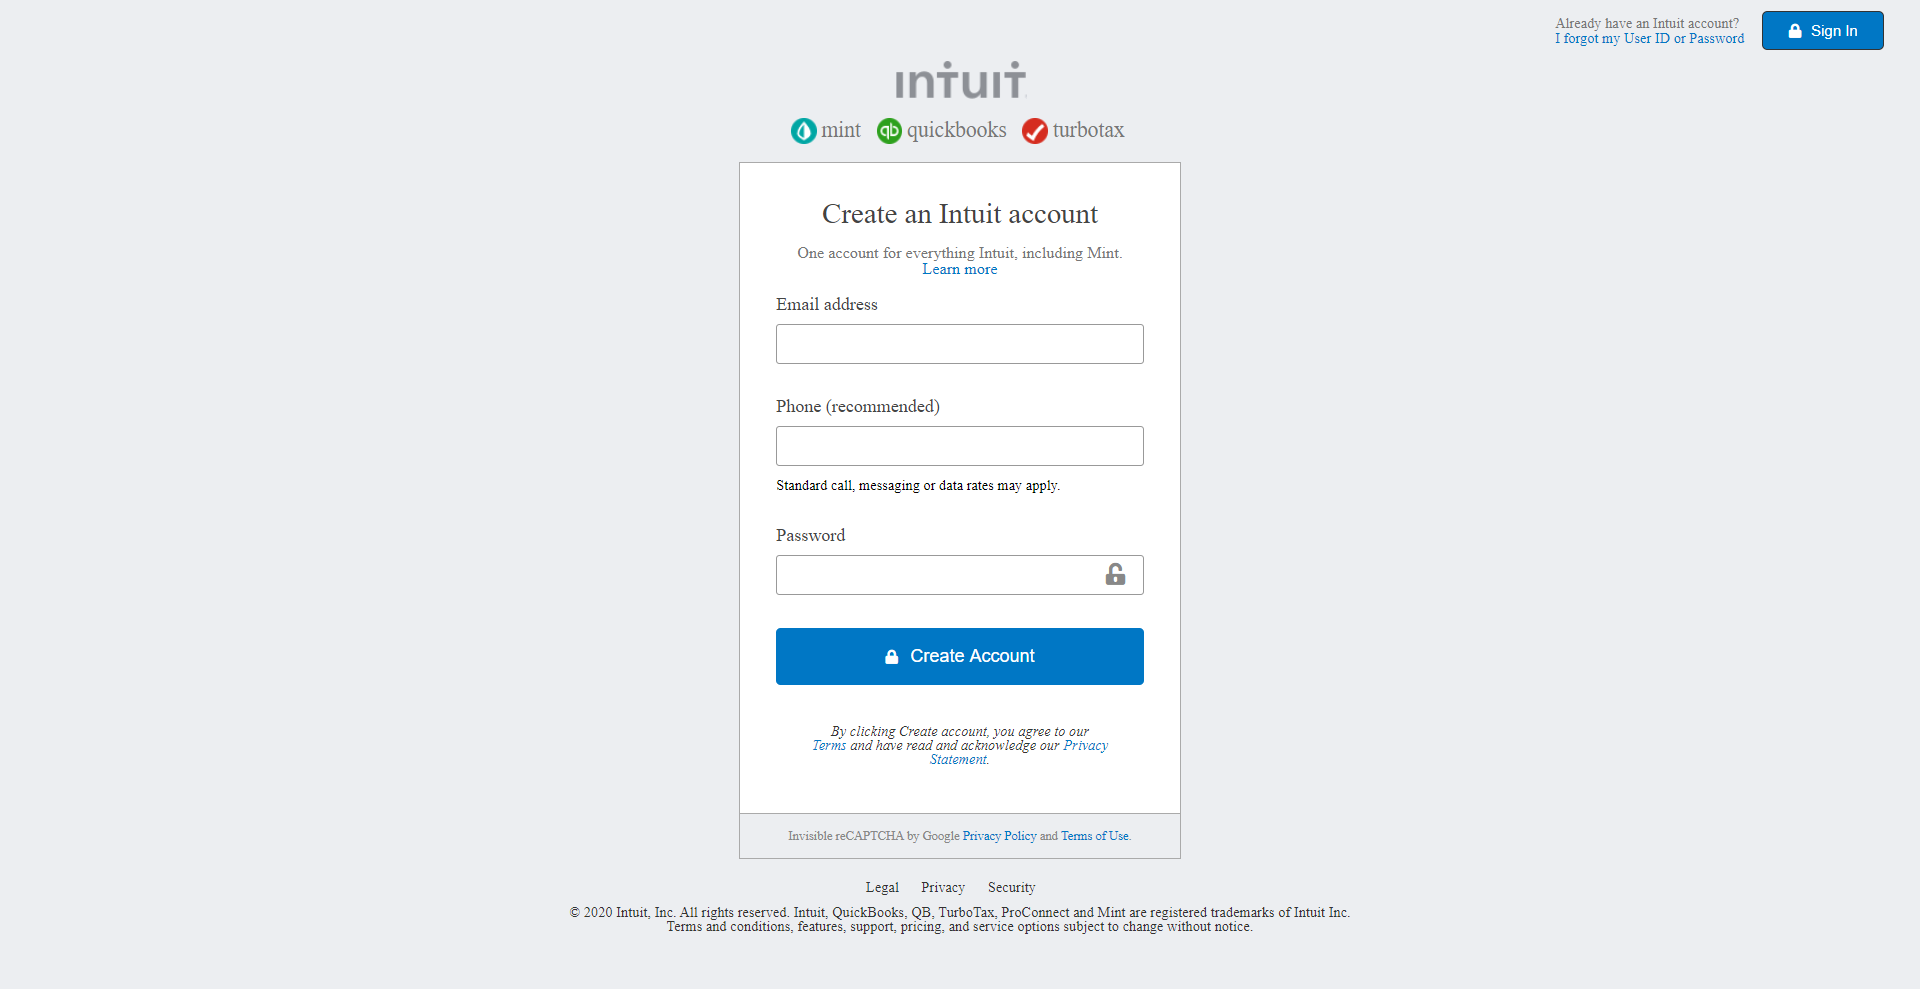 Already have an Intuit account?
I forgot my User ID or Password
Sign In
intuit
mint quickbooks turbotax
Create an Intuit account
One account for everything Intuit, including Mint.
Learn more
Email address
Phone (recommended)
Standard call, messaging or data rates may apply.
Password
Create Account
By clicking Create account, you agree to our
Terms and have read and acknowledge our Privacy
Statement.
Invisible reCAPTCHA by Google Privacy Policy and Terms of Use.
Legal Privacy Security
© 2020 Intuit, Inc. All rights reserved. Intuit, QuickBooks, QB, TurboTax, ProConnect and Mint are registered trademarks of Intuit Inc.
Terms and conditions, features, support, pricing, and service options subject to change without notice.